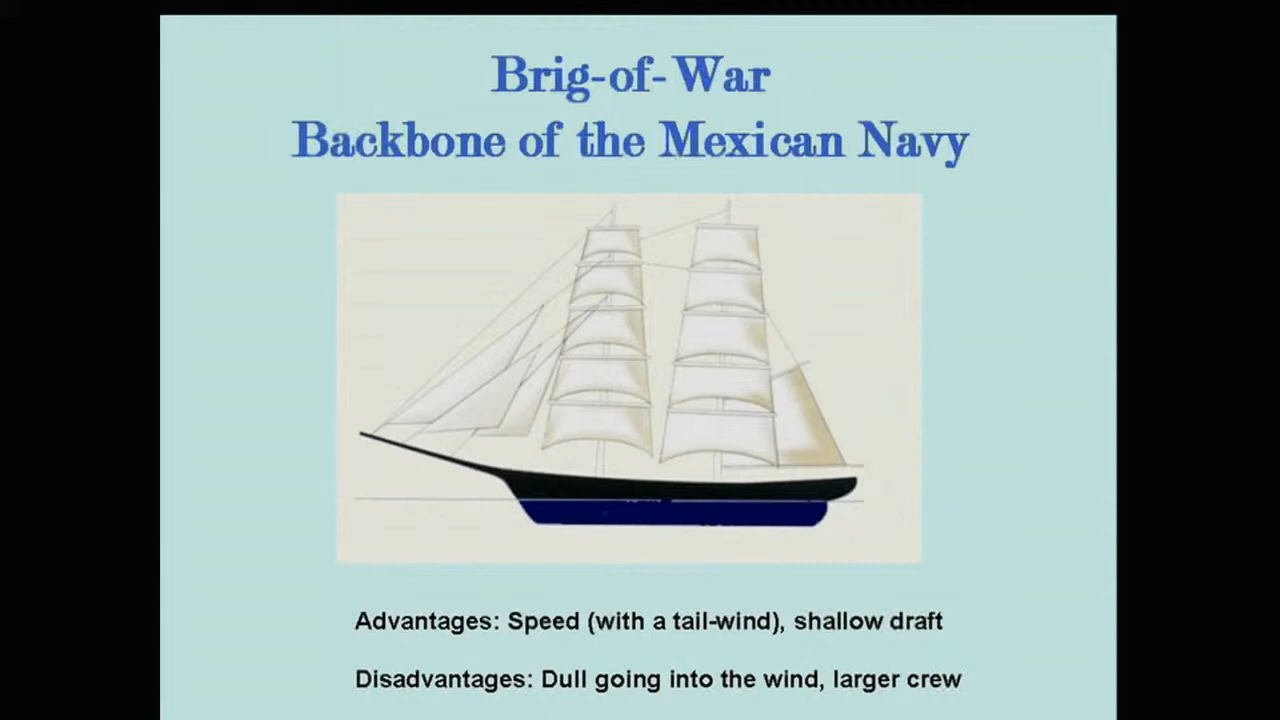 Brig-of-War
Backbone of the Mexican Navy
Advantages: Speed (with a tail-wind), shallow draft
Disadvantages: Dull going into the wind, larger crew